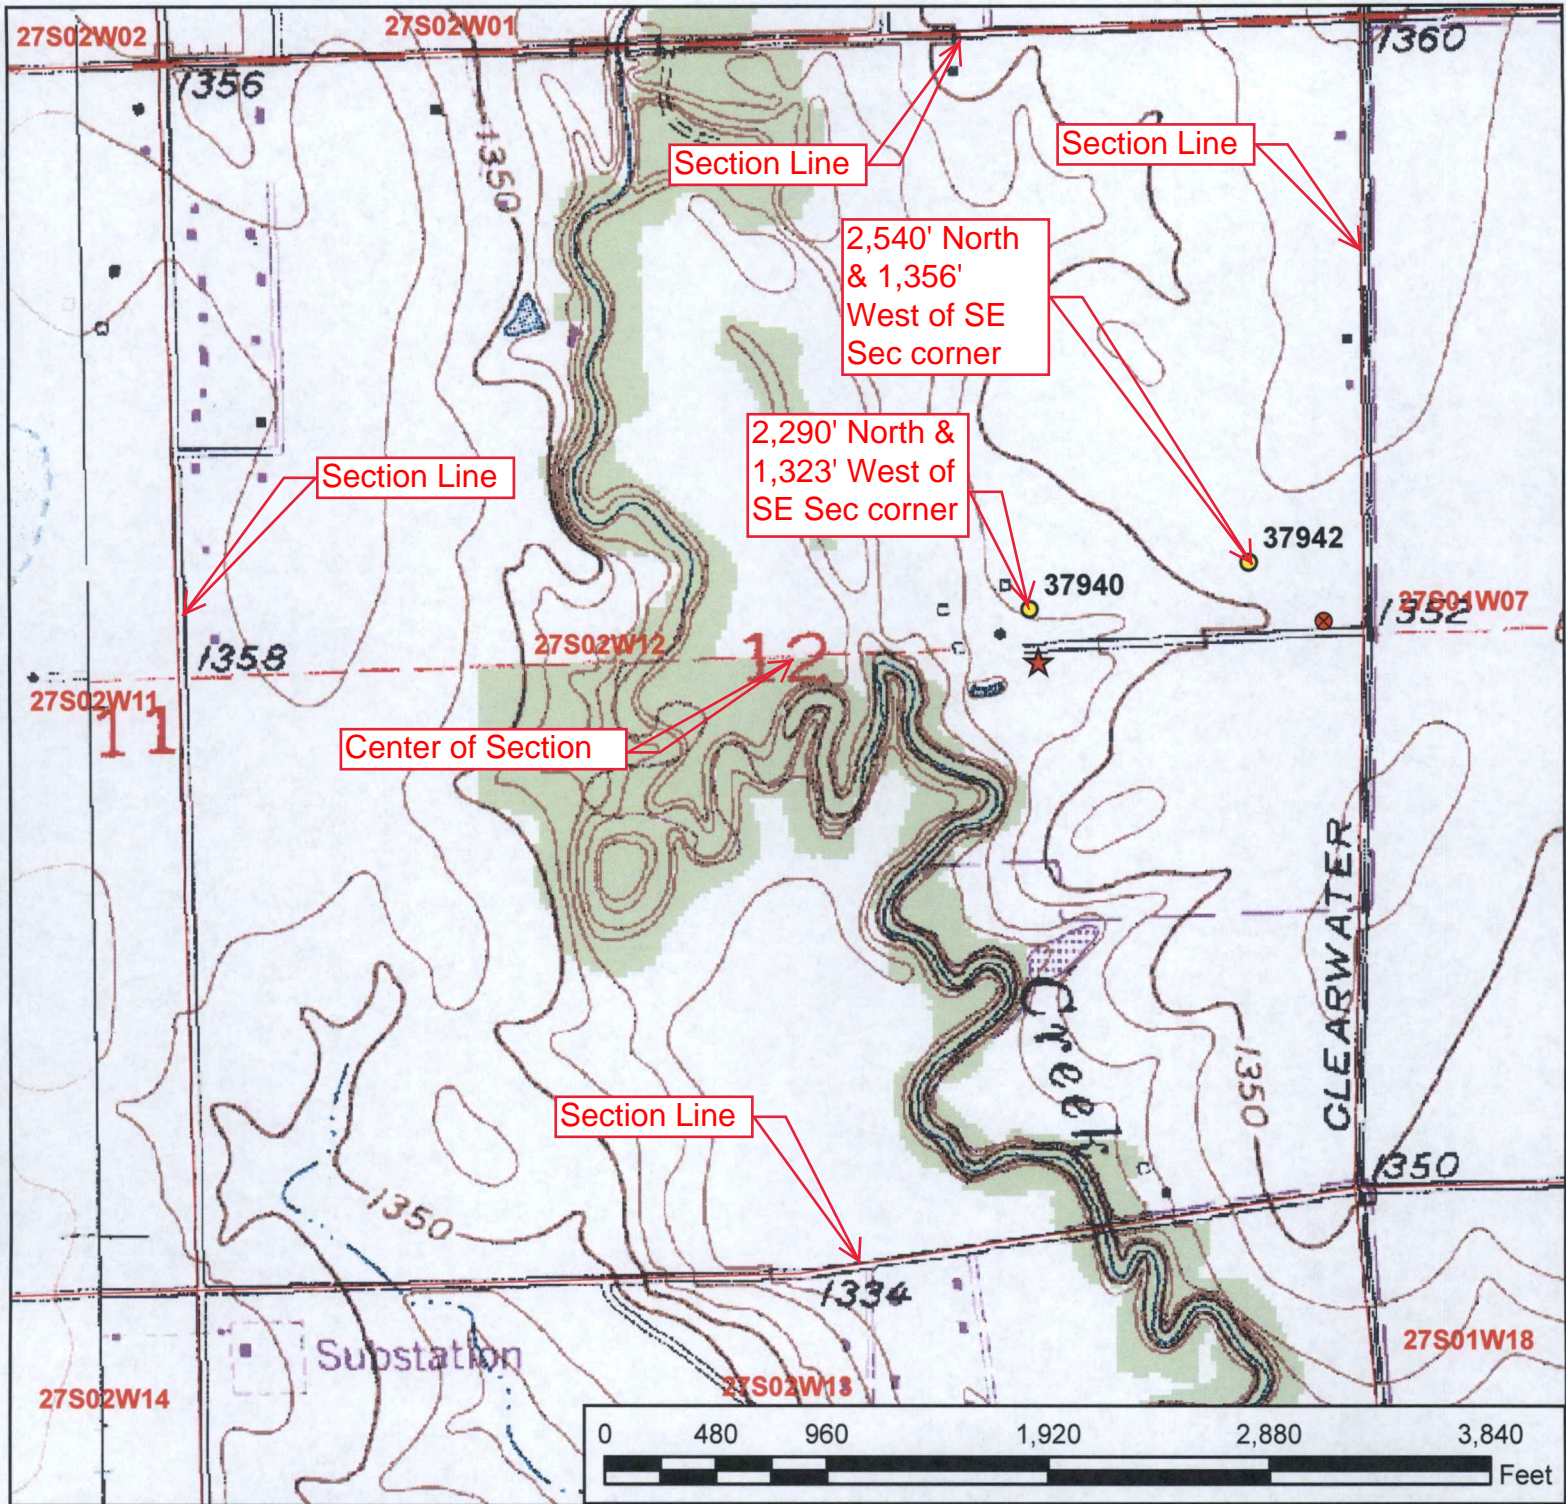 27S02W02
27S02W01
1356
1360
1350
Section Line
Section Line
2,540' North
& 1,356'
West of SE
Sec corner
2,290' North &
1,323' West of
SE Sec corner
Section Line
37942
37940
27S01W07
1352
27S02W12
12
1358
27S02W11
11
Center of Section
CLEARWATER
Creek
1350
Section Line
1350
1350
1334
Substation
27S01W18
27S02W14
27S02W13
0 480 960 1,920 2,880 3,840
Feet